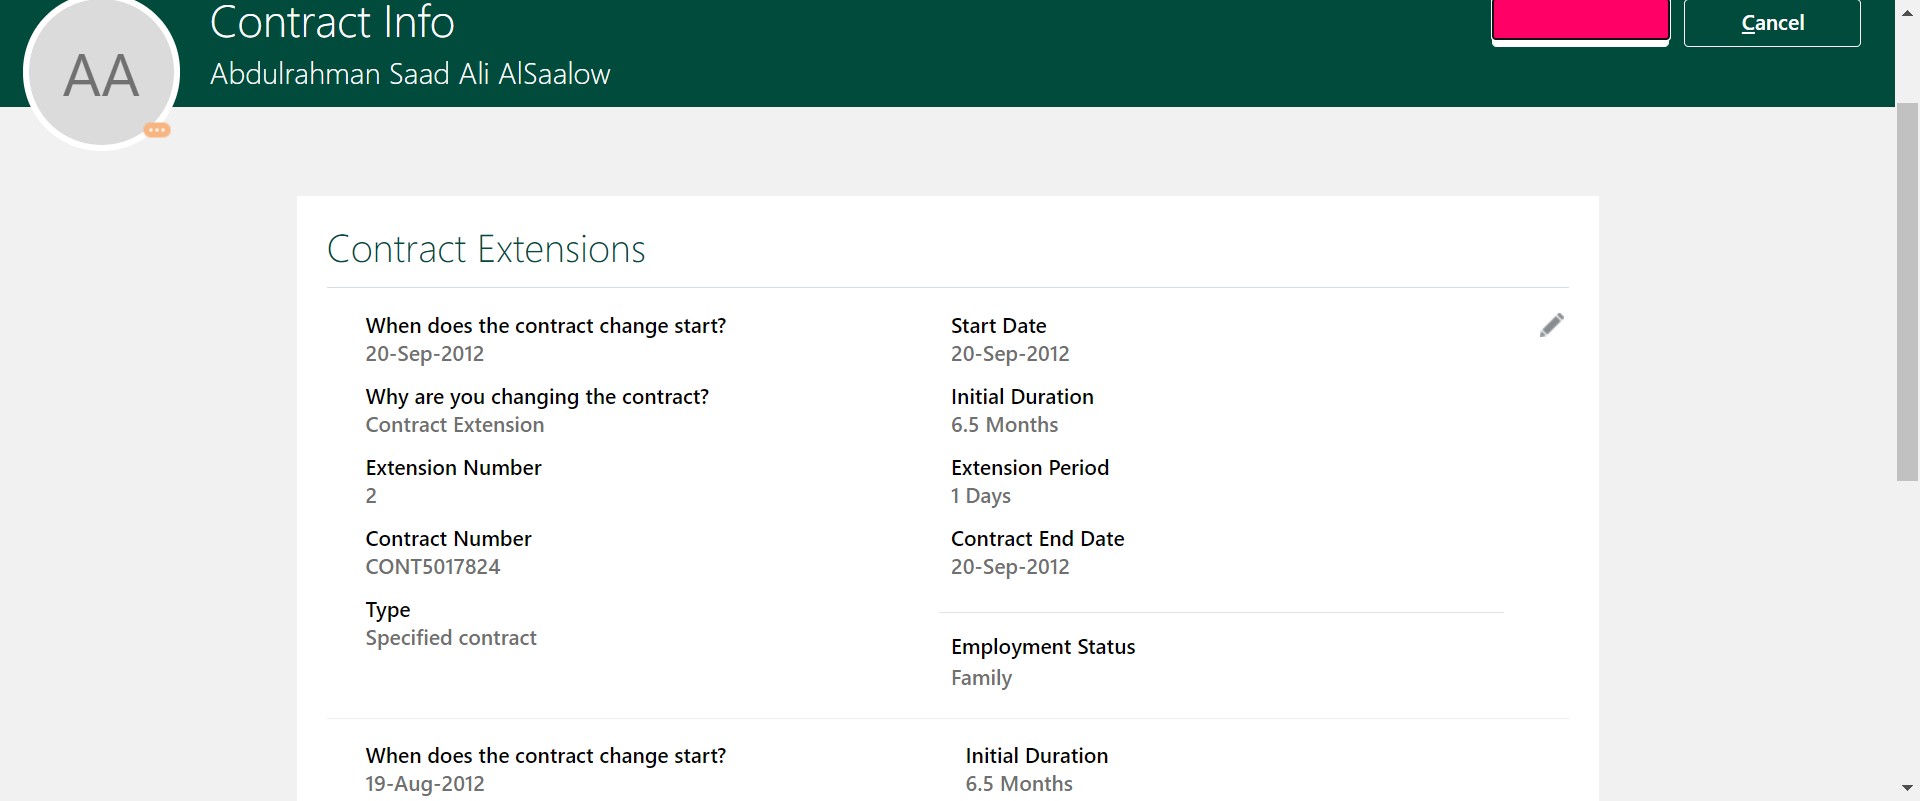 Contract Info
Cancel
AA
Abdulrahman Saad Ali AlSaalow
Contract Extensions
When does the contract change start?
20-Sep-2012
Why are you changing the contract?
Contract Extension
Extension Number
2
Contract Number
CONT5017824
Type
Specified contract
Start Date
20-Sep-2012
Initial Duration
6.5 Months
Extension Period
1 Days
Contract End Date
20-Sep-2012
Employment Status
Family
When does the contract change start?
19-Aug-2012
Initial Duration
6.5 Months